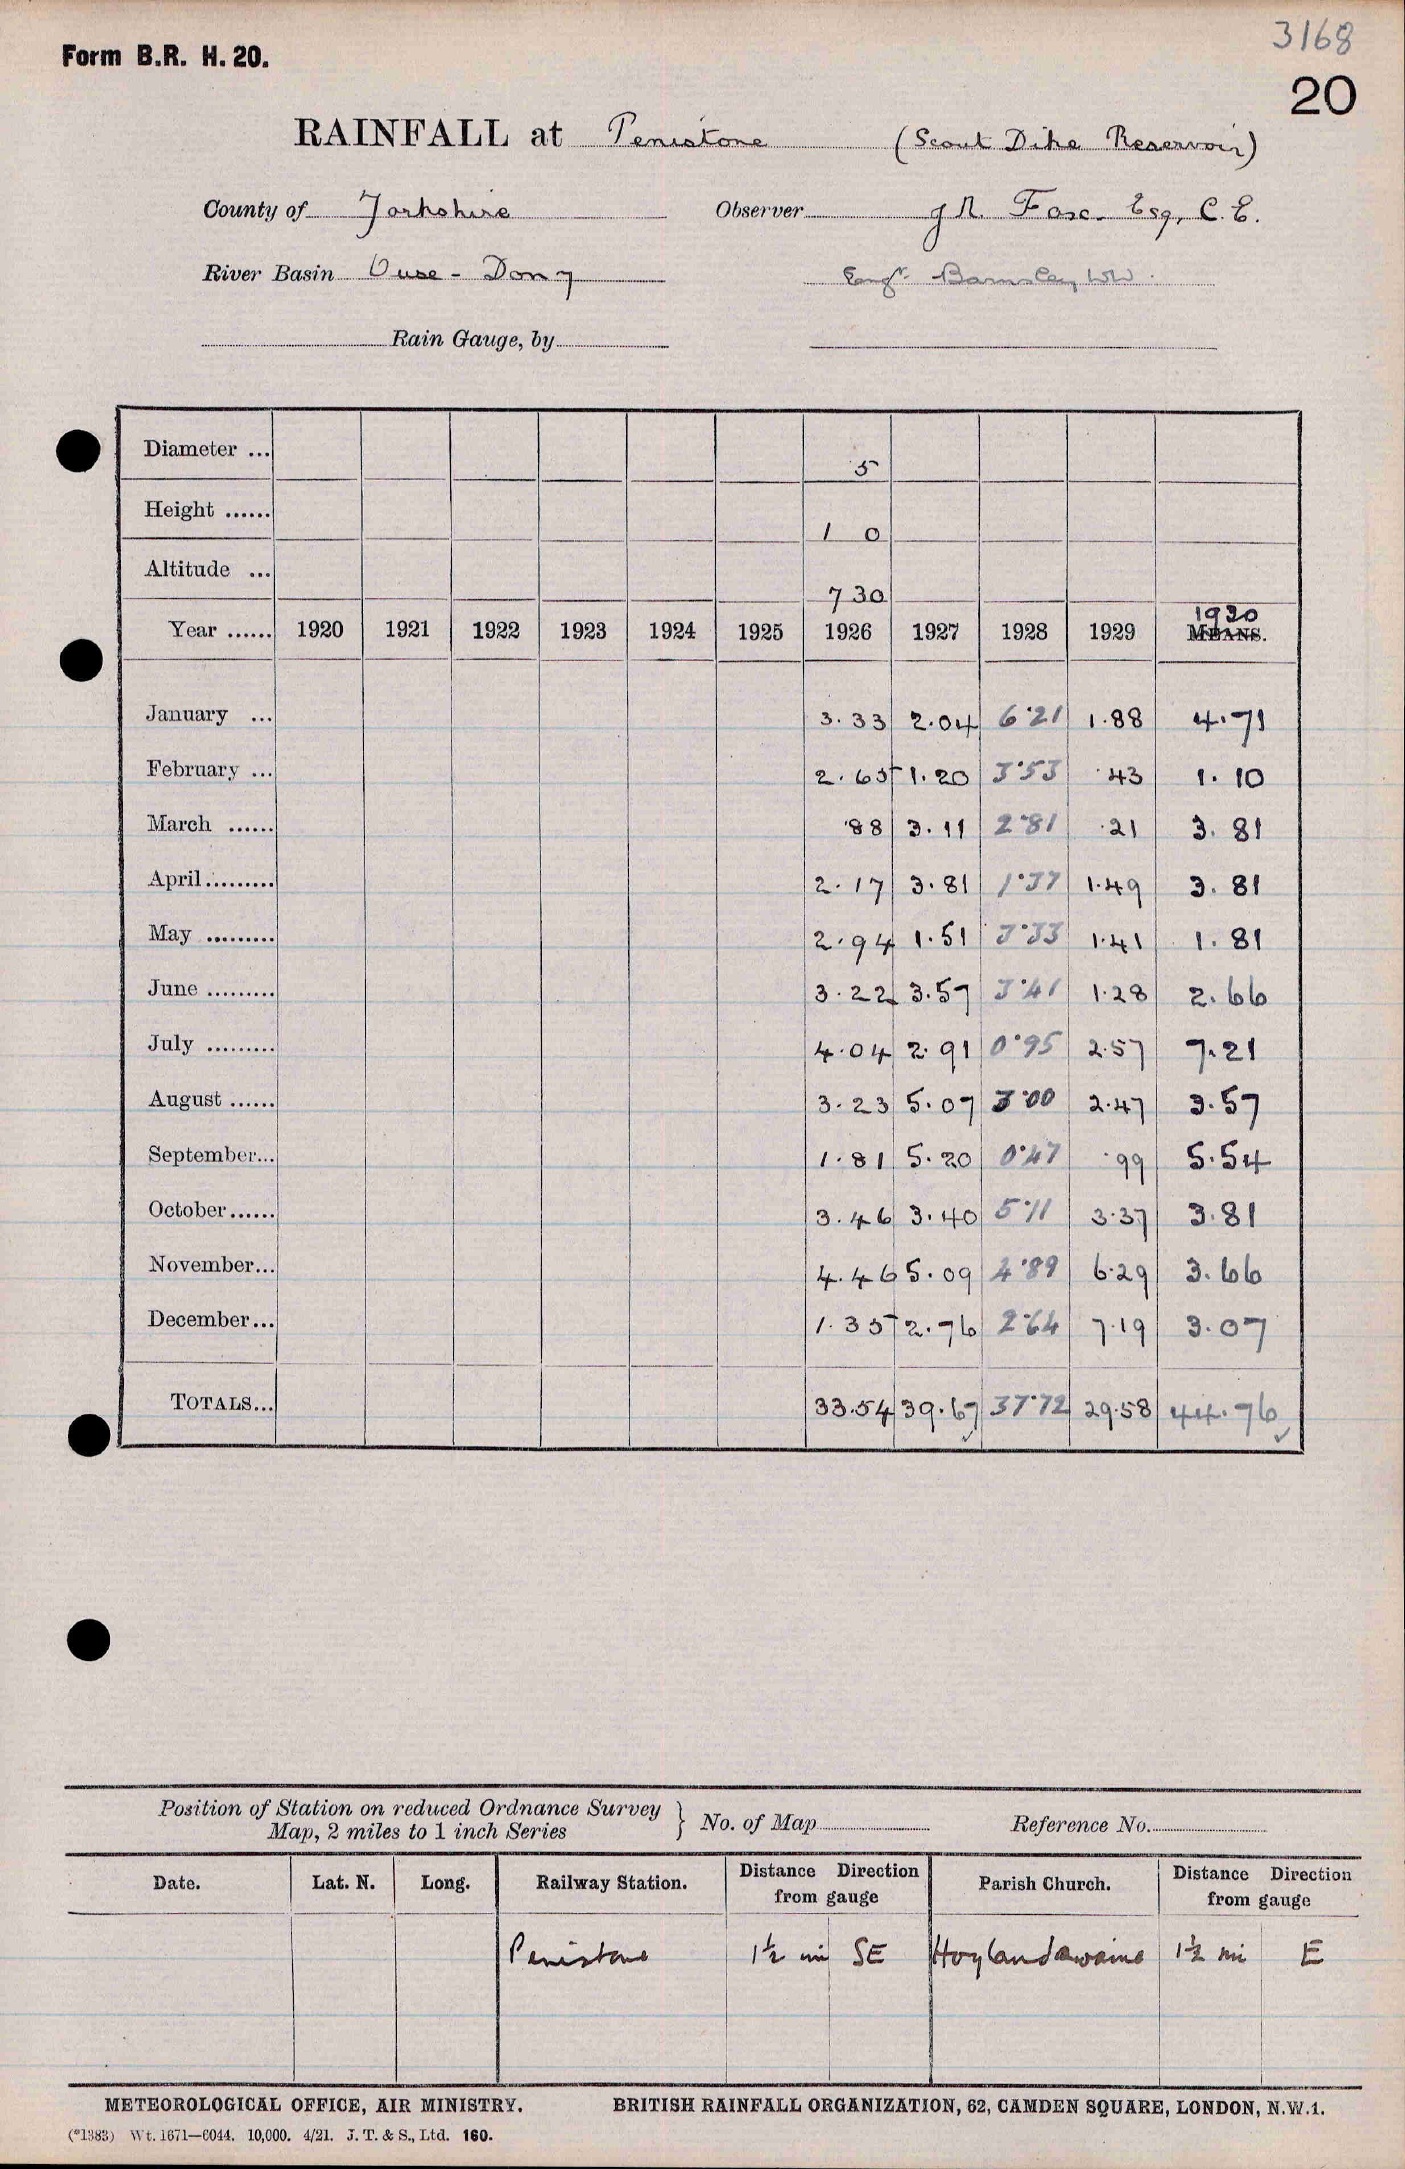 3168
Form B.R. H. 20.
20
RAINFALL at Penistone (Scout Dike Reservoir)
County of Yorkshire Observer J R. Fox. Esq, C.E.
River Basin Ouse - Don Engr. Barnsley WW.
Rain Gauge, by
Diameter ... 5
Height ...... 1 0
Altitude ... 730
1930
Year ...... 1920 1921 1922 1923 1924 1925 1926 1927 1928 1929 MEANS.
January ... 3.33 2.04 6.21 1.88 4.71
February ... 2.65 1.20 3.53 .43 1.10
March ...... .88 3.11 2.81 .21 3.81
April ......... 2.17 3.81 1.37 1.49 3.81
May ......... 2.94 1.51 3.33 1.41 1.81
June ......... 3.22 3.57 3.41 1.28 2.66
July ......... 4.04 2.91 0.95 2.57 7.21
August ...... 3.23 5.07 3.00 2.47 3.57
September... 1.81 5.20 0.47 .99 5.54
October ...... 3.46 3.40 5.11 3.37 3.81
November... 4.46 5.09 4.89 6.29 3.66
December... 1.35 2.76 2.64 7.19 3.07
TOTALS... 33.54 39.67 37.72 29.58 44.76
Position of Station on reduced Ordnance Survey
Map, 2 miles to 1 inch Series } No. of Map Reference No.
Date. Lat. N. Long. Railway Station. Distance Direction from gauge Parish Church. Distance Direction from gauge
Penistone 1½ mi SE Hoylandswaine 1½ mi E
METEOROLOGICAL OFFICE, AIR MINISTRY. BRITISH RAINFALL ORGANIZATION, 62, CAMDEN SQUARE, LONDON, N.W.1.
(*1383) Wt. 1671—6044. 10,000. 4/21. J. T. & S., Ltd. 160.